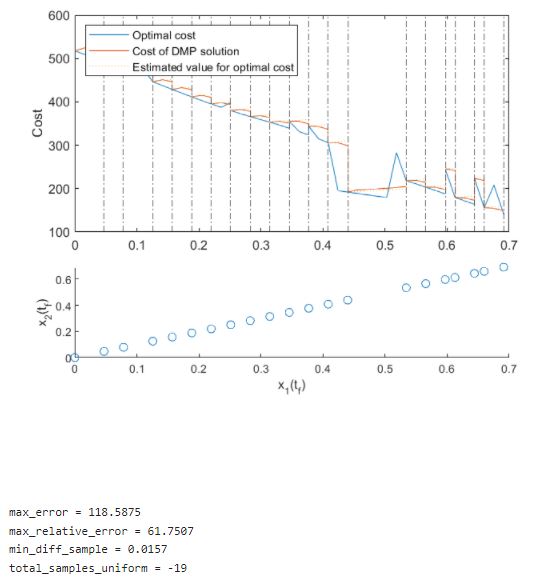 600
Optimal cost
Cost of DMP solution
Estimated value for optimal cost
500
400
300
200
100
Cost
0 0.1 0.2 0.3 0.4 0.5 0.6 0.7
0.6
0.4
0.2
0
x2(tf)
0 0.1 0.2 0.3 0.4 0.5 0.6 0.7
x1(tf)
max_error = 118.5875
max_relative_error = 61.7507
min_diff_sample = 0.0157
total_samples_uniform = -19